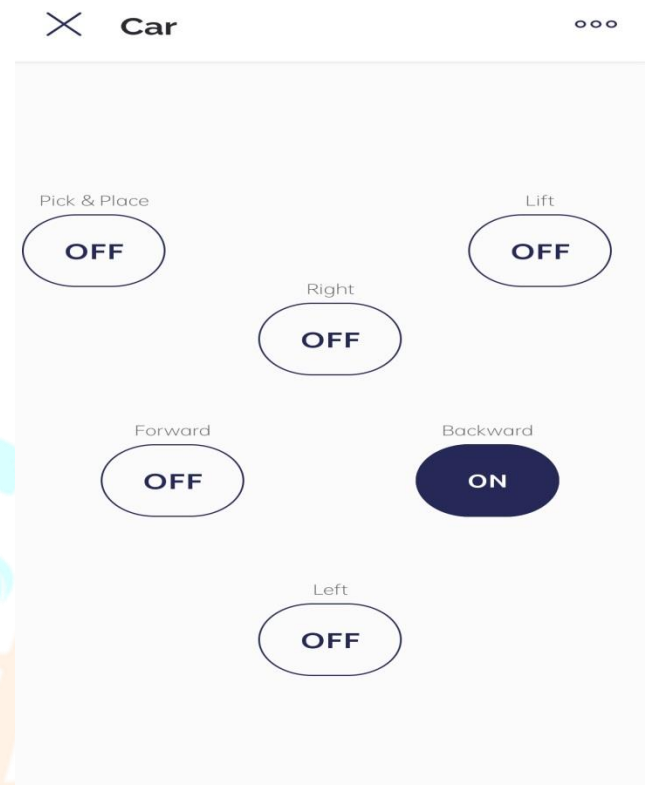 Car
Pick & Place
Lift
OFF
OFF
Right
OFF
Forward
Backward
OFF
ON
Left
OFF